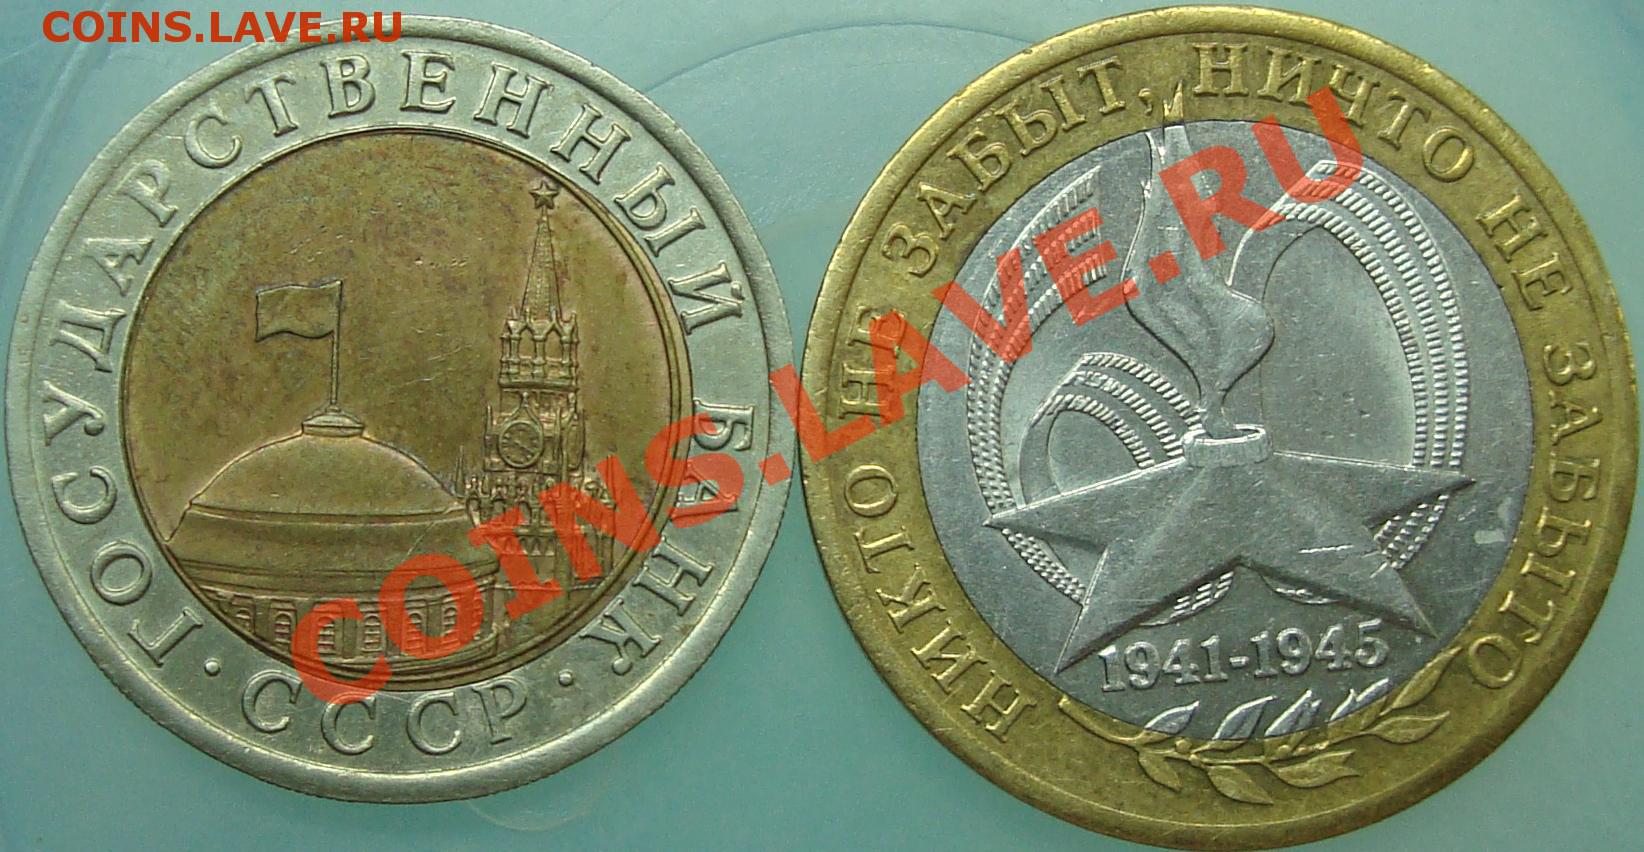 COINS.LAVE.RU
ГОСУДАРСТВЕННЫЙ БАНК
· СССР ·
НИКТО НЕ ЗАБЫТ, НИЧТО НЕ ЗАБЫТО
1941-1945
COINS.LAVE.RU